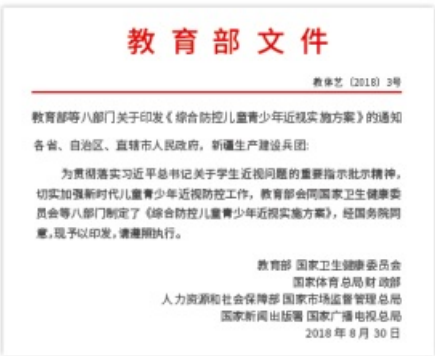 教育部文件
教体艺〔2018〕3号
教育部等八部门关于印发《综合防控儿童青少年近视实施方案》的通知
各省、自治区、直辖市人民政府，新疆生产建设兵团:
为贯彻落实习近平总书记关于学生近视问题的重要指示批示精神，
切实加强新时代儿童青少年近视防控工作，教育部会同国家卫生健康委
员会等八部门制定了《综合防控儿童青少年近视实施方案》，经国务院同
意，现予以印发，请遵照执行。
教育部 国家卫生健康委员会
国家体育总局 财政部
人力资源和社会保障部 国家市场监督管理总局
国家新闻出版署 国家广播电视总局
2018 年 8 月 30 日